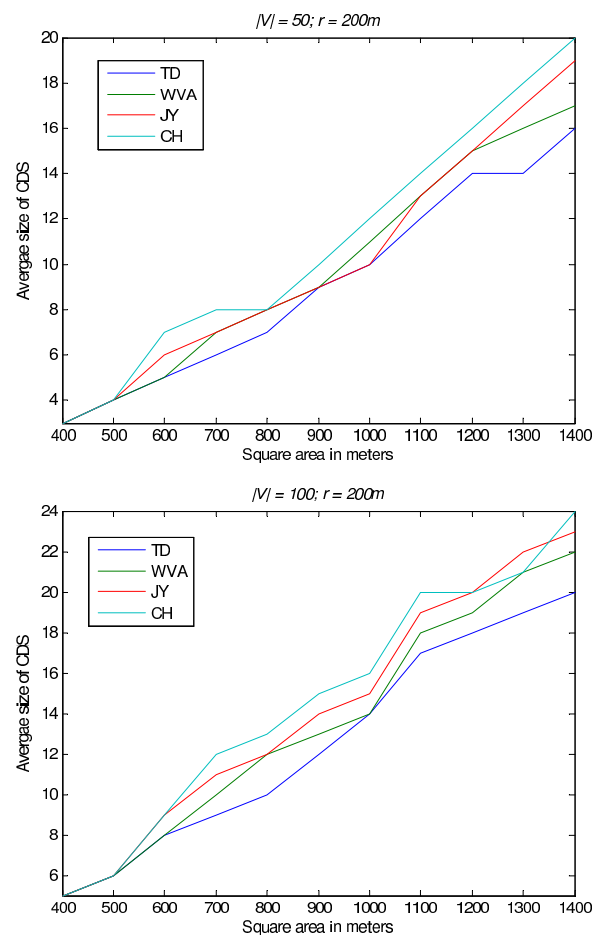 |V| = 50; r = 200m
20
18
16
14
12
10
8
6
4
Avergae size of CDS
TD
WVA
JY
CH
400 500 600 700 800 900 1000 1100 1200 1300 1400
Square area in meters
|V| = 100; r = 200m
24
22
20
18
16
14
12
10
8
6
Avergae size of CDS
TD
WVA
JY
CH
400 500 600 700 800 900 1000 1100 1200 1300 1400
Square area in meters